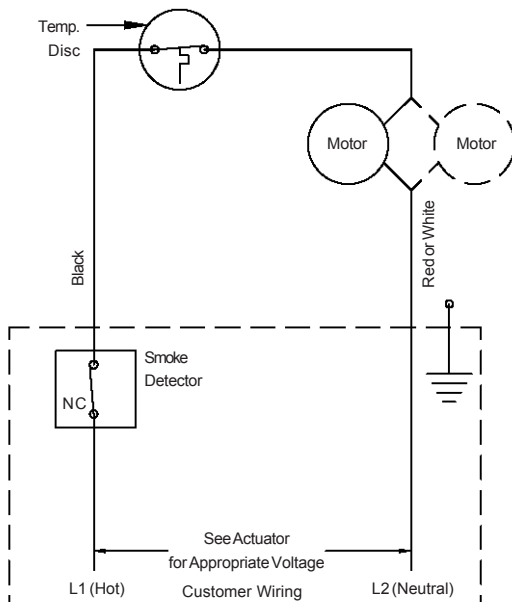 Temp.
Disc
Motor
Motor
Black
Red or White
Smoke
Detector
NC
See Actuator
for Appropriate Voltage
L1 (Hot)
Customer Wiring
L2 (Neutral)